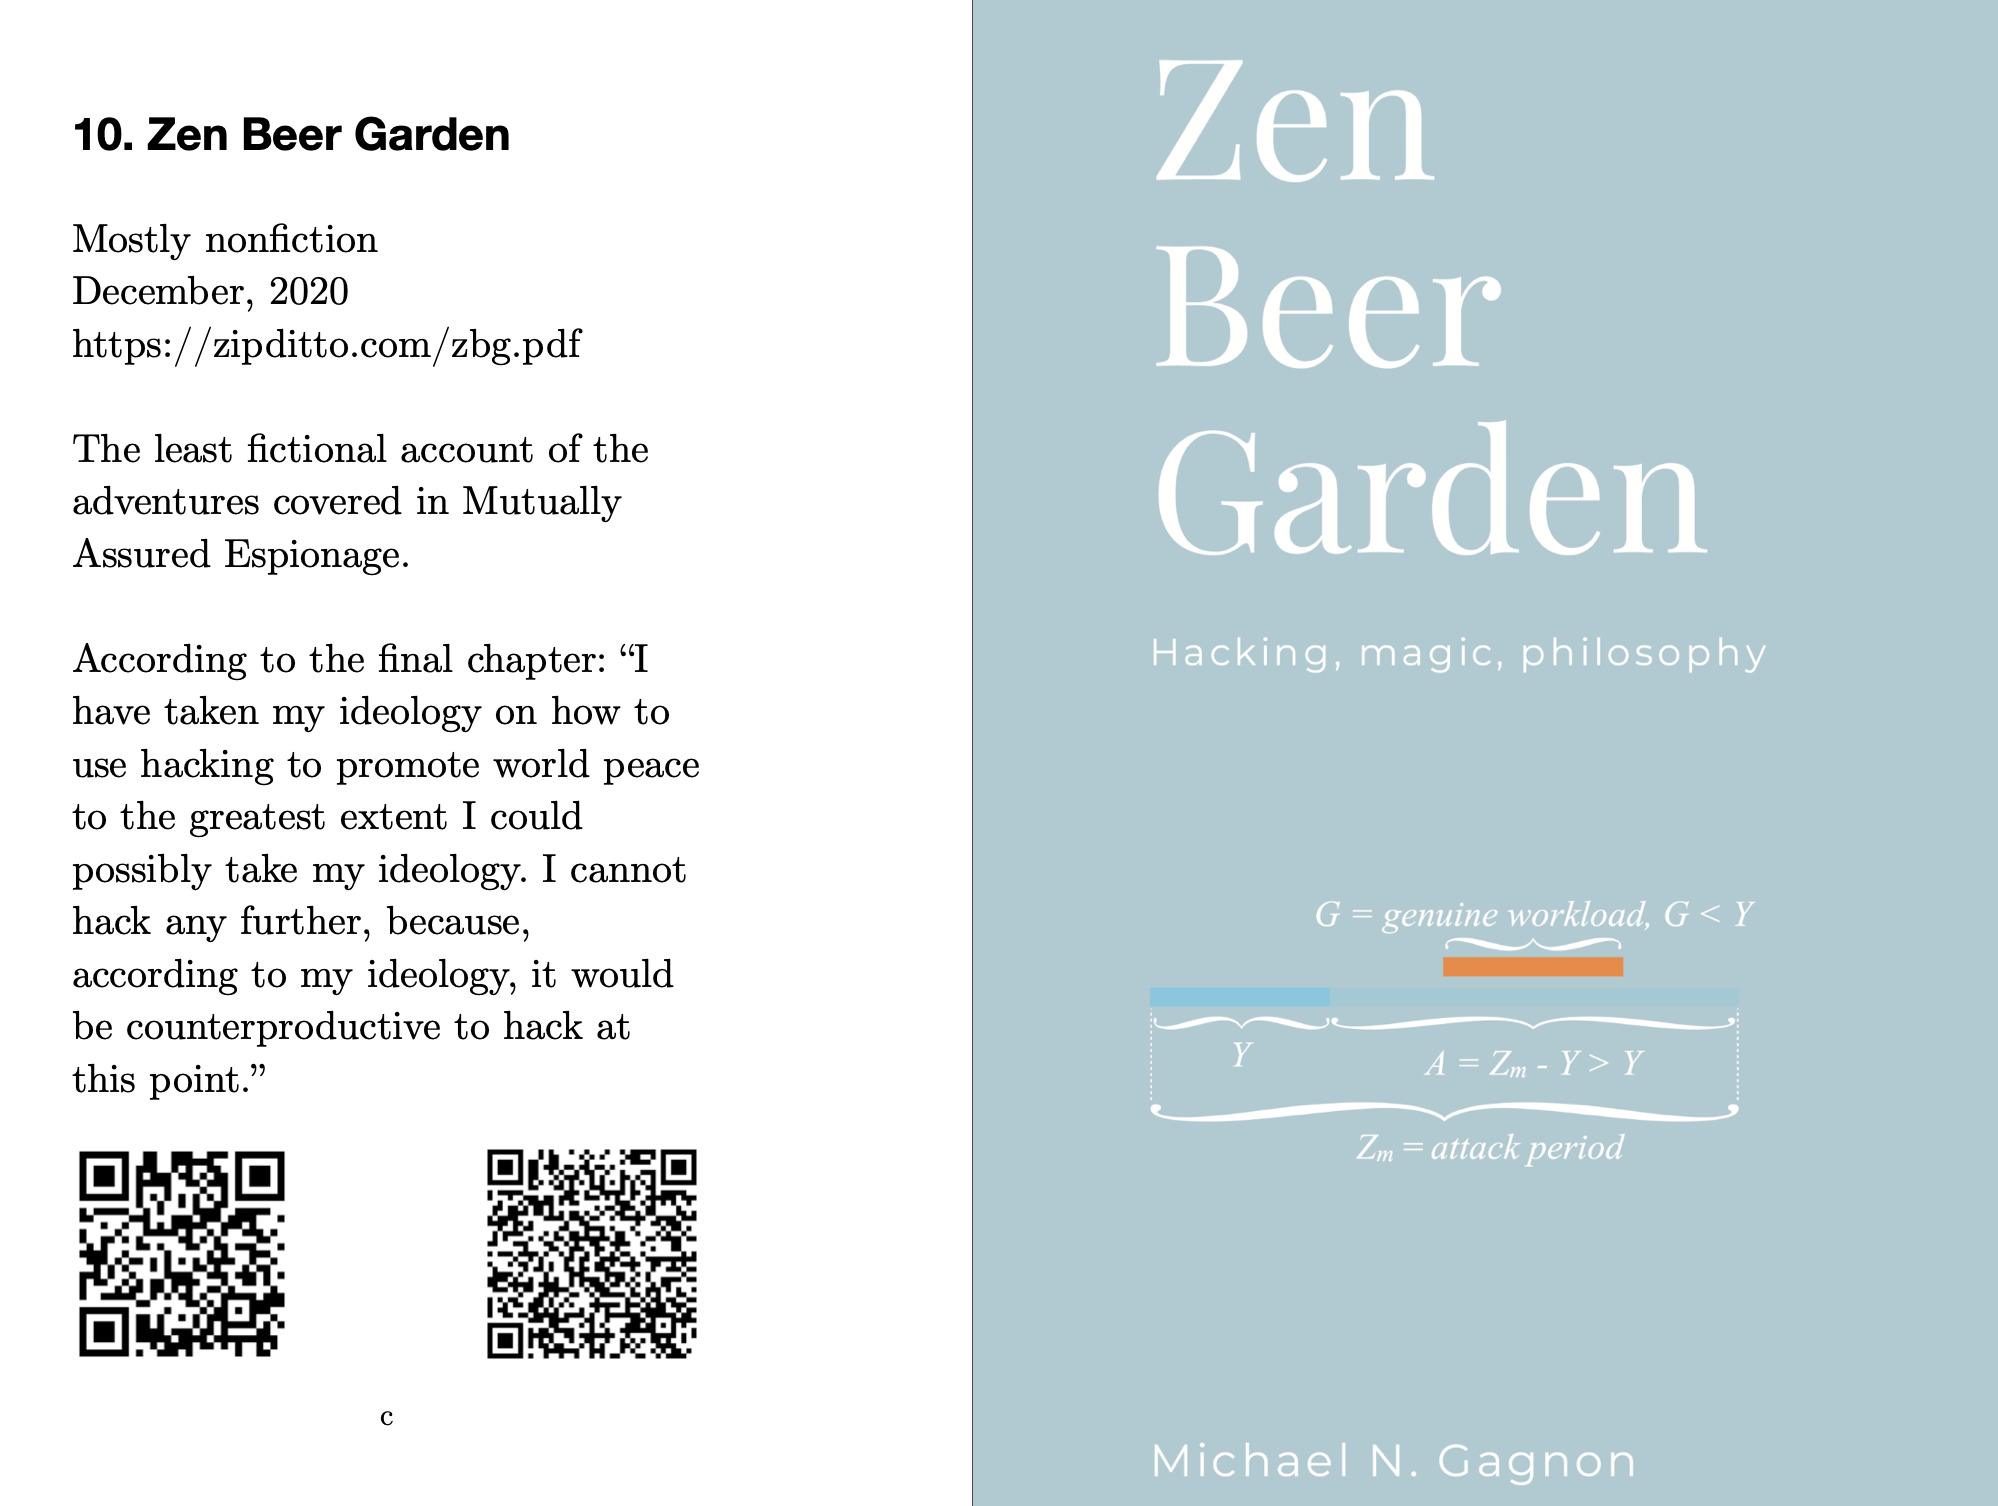 10. Zen Beer Garden
Mostly nonfiction
December, 2020
https://zipditto.com/zbg.pdf
The least fictional account of the
adventures covered in Mutually
Assured Espionage.
According to the final chapter: “I
have taken my ideology on how to
use hacking to promote world peace
to the greatest extent I could
possibly take my ideology. I cannot
hack any further, because,
according to my ideology, it would
be counterproductive to hack at
this point.”
c
Zen
Beer
Garden
Hacking, magic, philosophy
G = genuine workload, G < Y
Y
A = Zm - Y > Y
Zm = attack period
Michael N. Gagnon